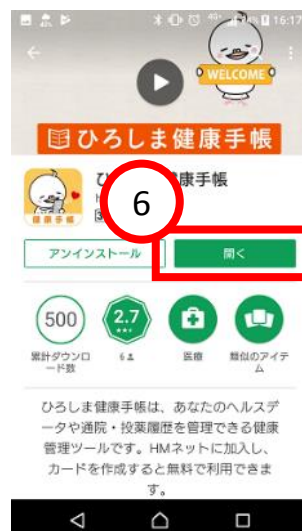 16:17
WELCOME
ひろしま健康手帳
ひ 康手帳
6
アンインストール
開く
500
2.7
累計ダウンロ
ード数
6
医療
類似のアイテ
ム
ひろしま健康手帳は、あなたのヘルスデ
ータや通院・投薬履歴を管理できる健康
管理ツールです。HMネットに加入し、
カードを作成すると無料で利用できま
す。